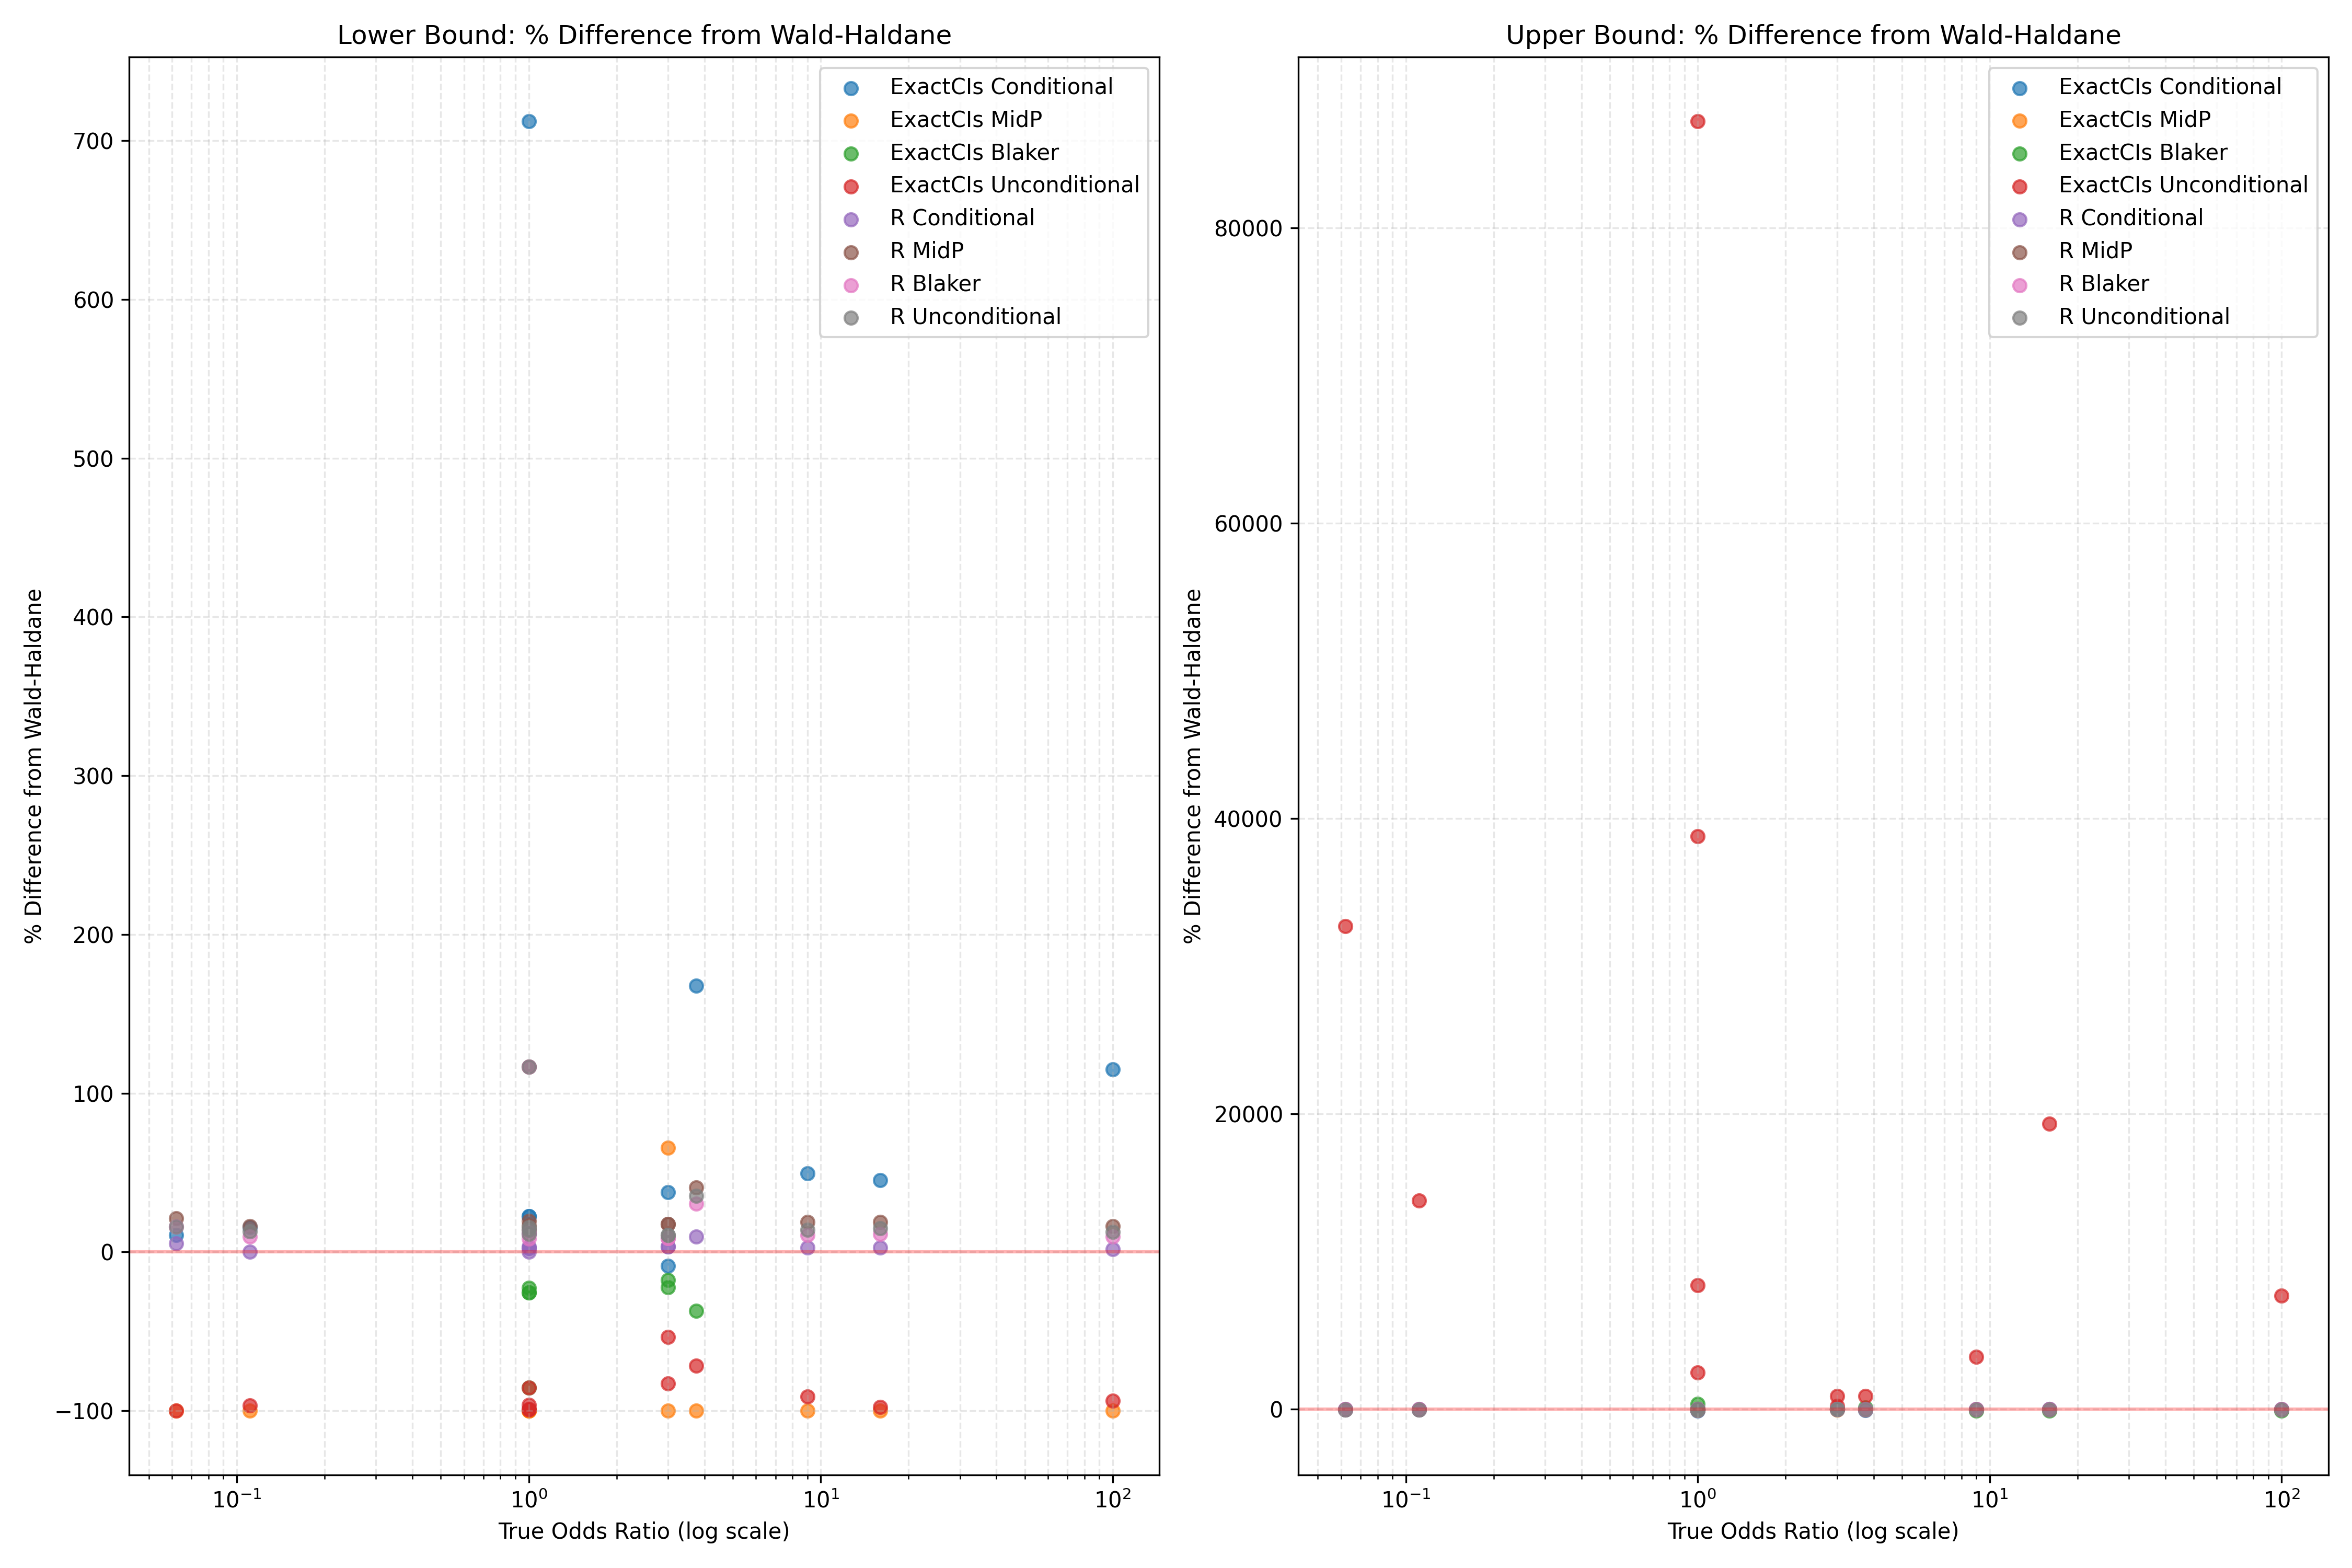 Lower Bound: % Difference from Wald-Haldane
% Difference from Wald-Haldane
700
600
500
400
300
200
100
0
−100
ExactCIs Conditional
ExactCIs MidP
ExactCIs Blaker
ExactCIs Unconditional
R Conditional
R MidP
R Blaker
R Unconditional
10⁻¹
10⁰
10¹
10²
True Odds Ratio (log scale)
Upper Bound: % Difference from Wald-Haldane
% Difference from Wald-Haldane
80000
60000
40000
20000
0
ExactCIs Conditional
ExactCIs MidP
ExactCIs Blaker
ExactCIs Unconditional
R Conditional
R MidP
R Blaker
R Unconditional
10⁻¹
10⁰
10¹
10²
True Odds Ratio (log scale)